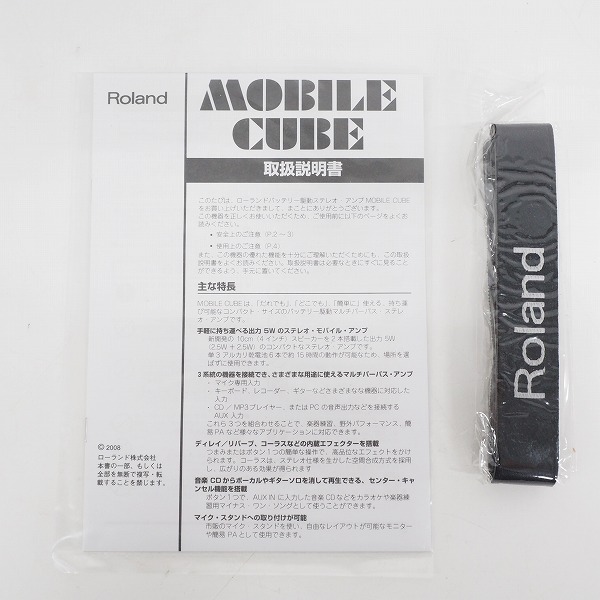 Roland
MOBILE
CUBE
取扱説明書
このたびは、ローランドバッテリー駆動ステレオ・アンプ MOBILE CUBE
をお買い上げいただきまして、まことにありがとうございます。
この機器を正しくお使いいただくため、ご使用前に以下のページをよくお
読みください。
• 安全上のご注意（P.2～3）
• 使用上のご注意（P.4）
また、この機器の優れた機能を十分にご理解いただくためにも、この取扱
説明書をよくお読みください。取扱説明書は必要なときにすぐに見ること
ができるよう、手元に置いてください。
主な特長
MOBILE CUBE は、「だれでも」、「どこでも」、「簡単に」使える、持ち運
び可能なコンパクト・サイズのバッテリー駆動マルチパーパス・ステレ
オ・アンプです。
手軽に持ち運べる出力 5W のステレオ・モバイル・アンプ
新開発の 10cm（4 インチ）スピーカーを 2 本搭載した出力 5W
（2.5W + 2.5W）のコンパクトなステレオ・アンプです。
単 3 アルカリ乾電池 6 本で約 15 時間の動作が可能なため、場所を選
ばずに使用できます。
3 系統の機器を接続でき、さまざまな用途に使えるマルチパーパス・アンプ
・ マイク専用入力
・ キーボード、レコーダー、ギターなどさまざまな機器に対応した
入力
・ CD ／ MP3 プレイヤー、または PC の音声出力などを接続する
AUX 入力
これら 3 つを組み合わせることで、楽器練習、野外パフォーマンス、簡
易 PA など様々なアプリケーションに対応できます。
ディレイ／リバーブ、コーラスなどの内蔵エフェクターを搭載
つまみまたはボタン 1 つの簡単な操作で、高品位なエフェクトをかけ
られます。コーラスは、ステレオ仕様を生かした空間合成方式を採用
し、広がりのある効果が得られます
音楽 CD からボーカルやギターソロを消して再生できる、センター・キャ
ンセル機能を搭載
ボタン 1 つで、AUX IN に入力した音楽 CD などをカラオケや楽器練
習用マイナス・ワン・ソングとして使うことができます。
マイク・スタンドへの取り付けが可能
市販のマイク・スタンドを使い、自由なレイアウトが可能なモニター
や簡易 PA として使用できます。
© 2008
ローランド株式会社
本書の一部、もしくは
全部を無断で複写・転
載することを禁じます。
Roland